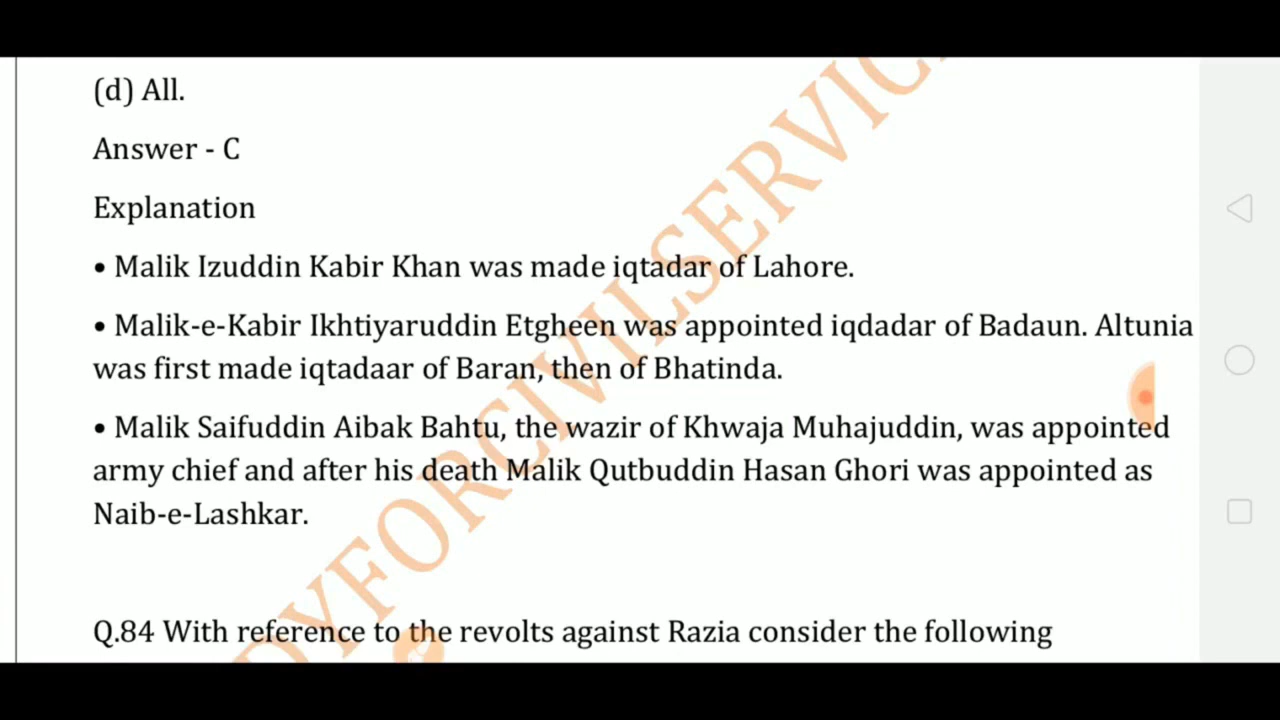 (d) All.
Answer - C
Explanation
• Malik Izuddin Kabir Khan was made iqtadar of Lahore.
• Malik-e-Kabir Ikhtiyaruddin Etgheen was appointed iqdadar of Badaun. Altunia
was first made iqtadaar of Baran, then of Bhatinda.
• Malik Saifuddin Aibak Bahtu, the wazir of Khwaja Muhajuddin, was appointed
army chief and after his death Malik Qutbuddin Hasan Ghori was appointed as
Naib-e-Lashkar.
Q.84 With reference to the revolts against Razia consider the following
DYFORCIVILSERVIC